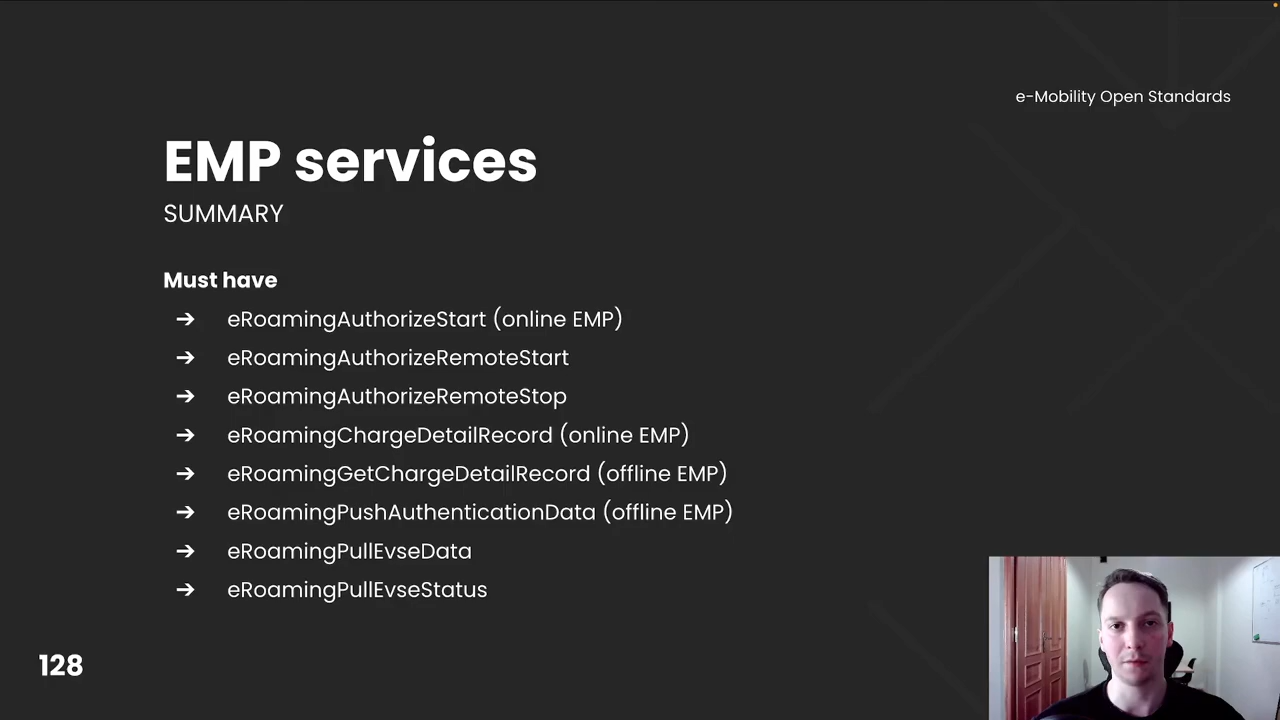 e-Mobility Open Standards
EMP services
SUMMARY
Must have
➔ eRoamingAuthorizeStart (online EMP)
➔ eRoamingAuthorizeRemoteStart
➔ eRoamingAuthorizeRemoteStop
➔ eRoamingChargeDetailRecord (online EMP)
➔ eRoamingGetChargeDetailRecord (offline EMP)
➔ eRoamingPushAuthenticationData (offline EMP)
➔ eRoamingPullEvseData
➔ eRoamingPullEvseStatus
128